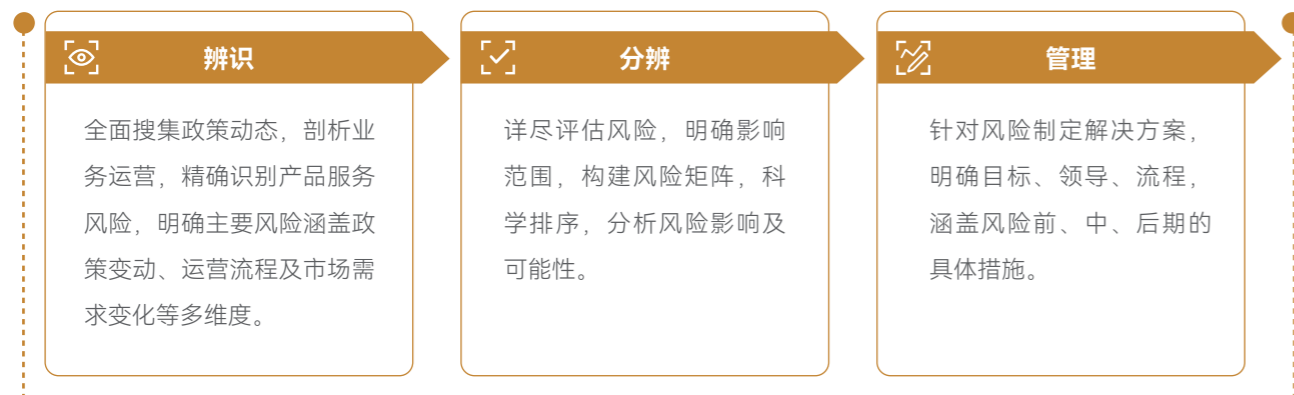 辨识
全面搜集政策动态，剖析业
务运营，精确识别产品服务
风险，明确主要风险涵盖政
策变动、运营流程及市场需
求变化等多维度。
分辨
详尽评估风险，明确影响
范围，构建风险矩阵，科
学排序，分析风险影响及
可能性。
管理
针对风险制定解决方案，
明确目标、领导、流程，
涵盖风险前、中、后期的
具体措施。